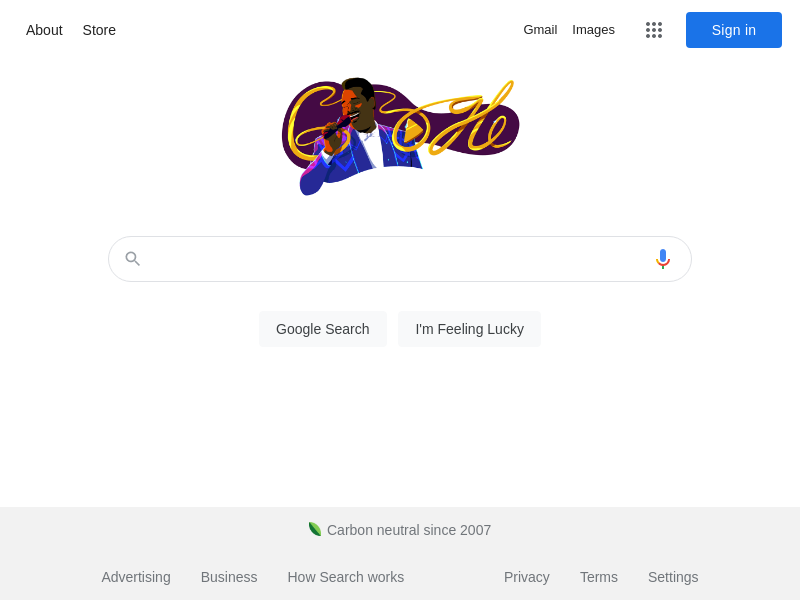 About Store Gmail Images Sign in
Google
Google Search I'm Feeling Lucky
Carbon neutral since 2007
Advertising Business How Search works Privacy Terms Settings